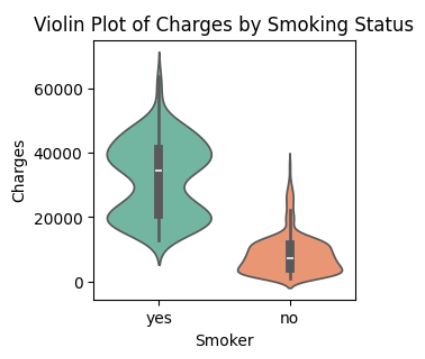 Violin Plot of Charges by Smoking Status
Charges
60000
40000
20000
0
yes no
Smoker